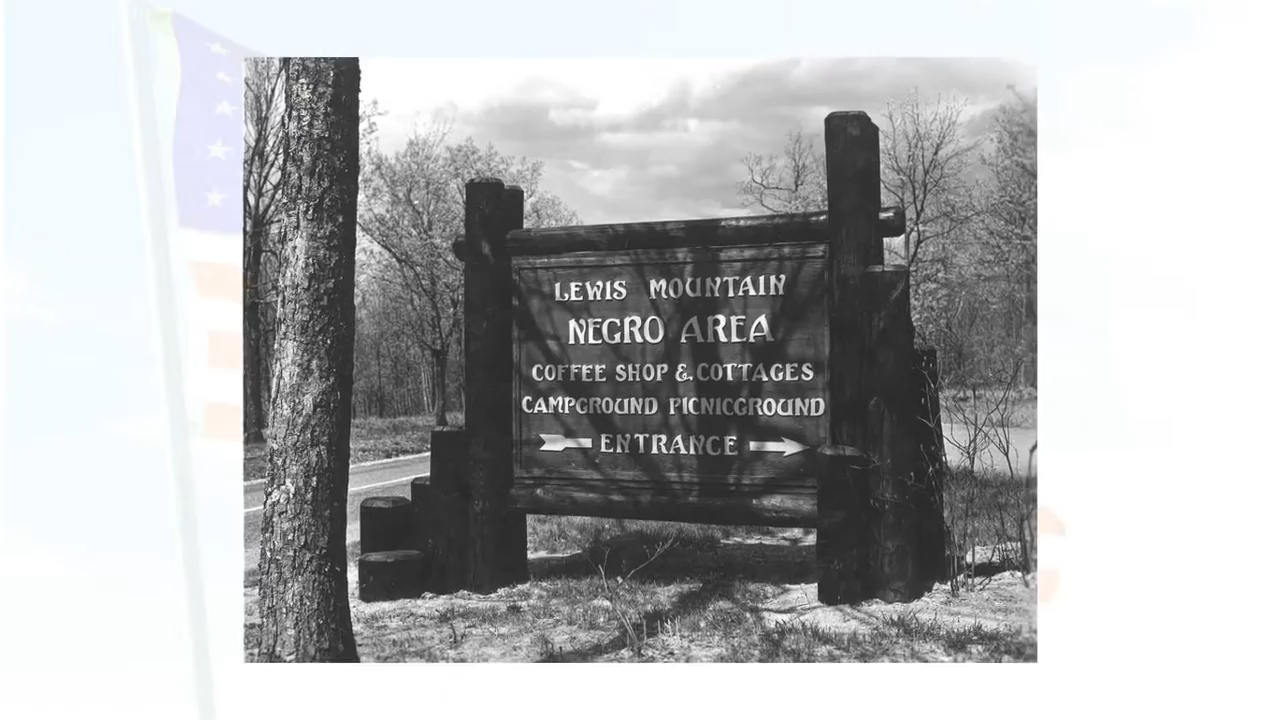 LEWIS MOUNTAIN
NEGRO AREA
COFFEE SHOP & COTTAGES
CAMPGROUND PICNICGROUND
ENTRANCE